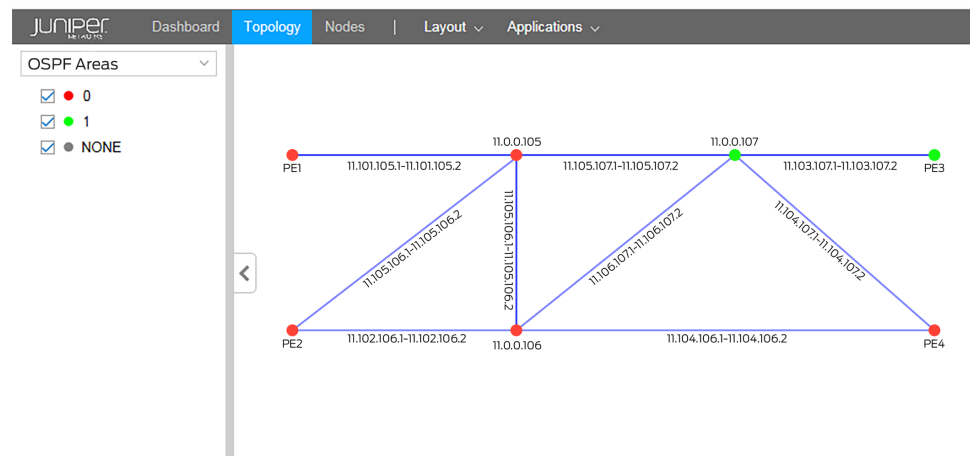 JUNIPER
NETWORKS
Dashboard Topology Nodes | Layout Applications
OSPF Areas
0
1
NONE
11.0.0.105
11.0.0.107
PE1
11.101.105.1-11.101.105.2
11.105.107.1-11.105.107.2
11.103.107.1-11.103.107.2
PE3
11.105.106.1-11.105.106.2
11.105.106.1-11.105.106.2
11.106.107.1-11.106.107.2
11.104.107.1-11.104.107.2
PE2
11.102.106.1-11.102.106.2
11.0.0.106
11.104.106.1-11.104.106.2
PE4